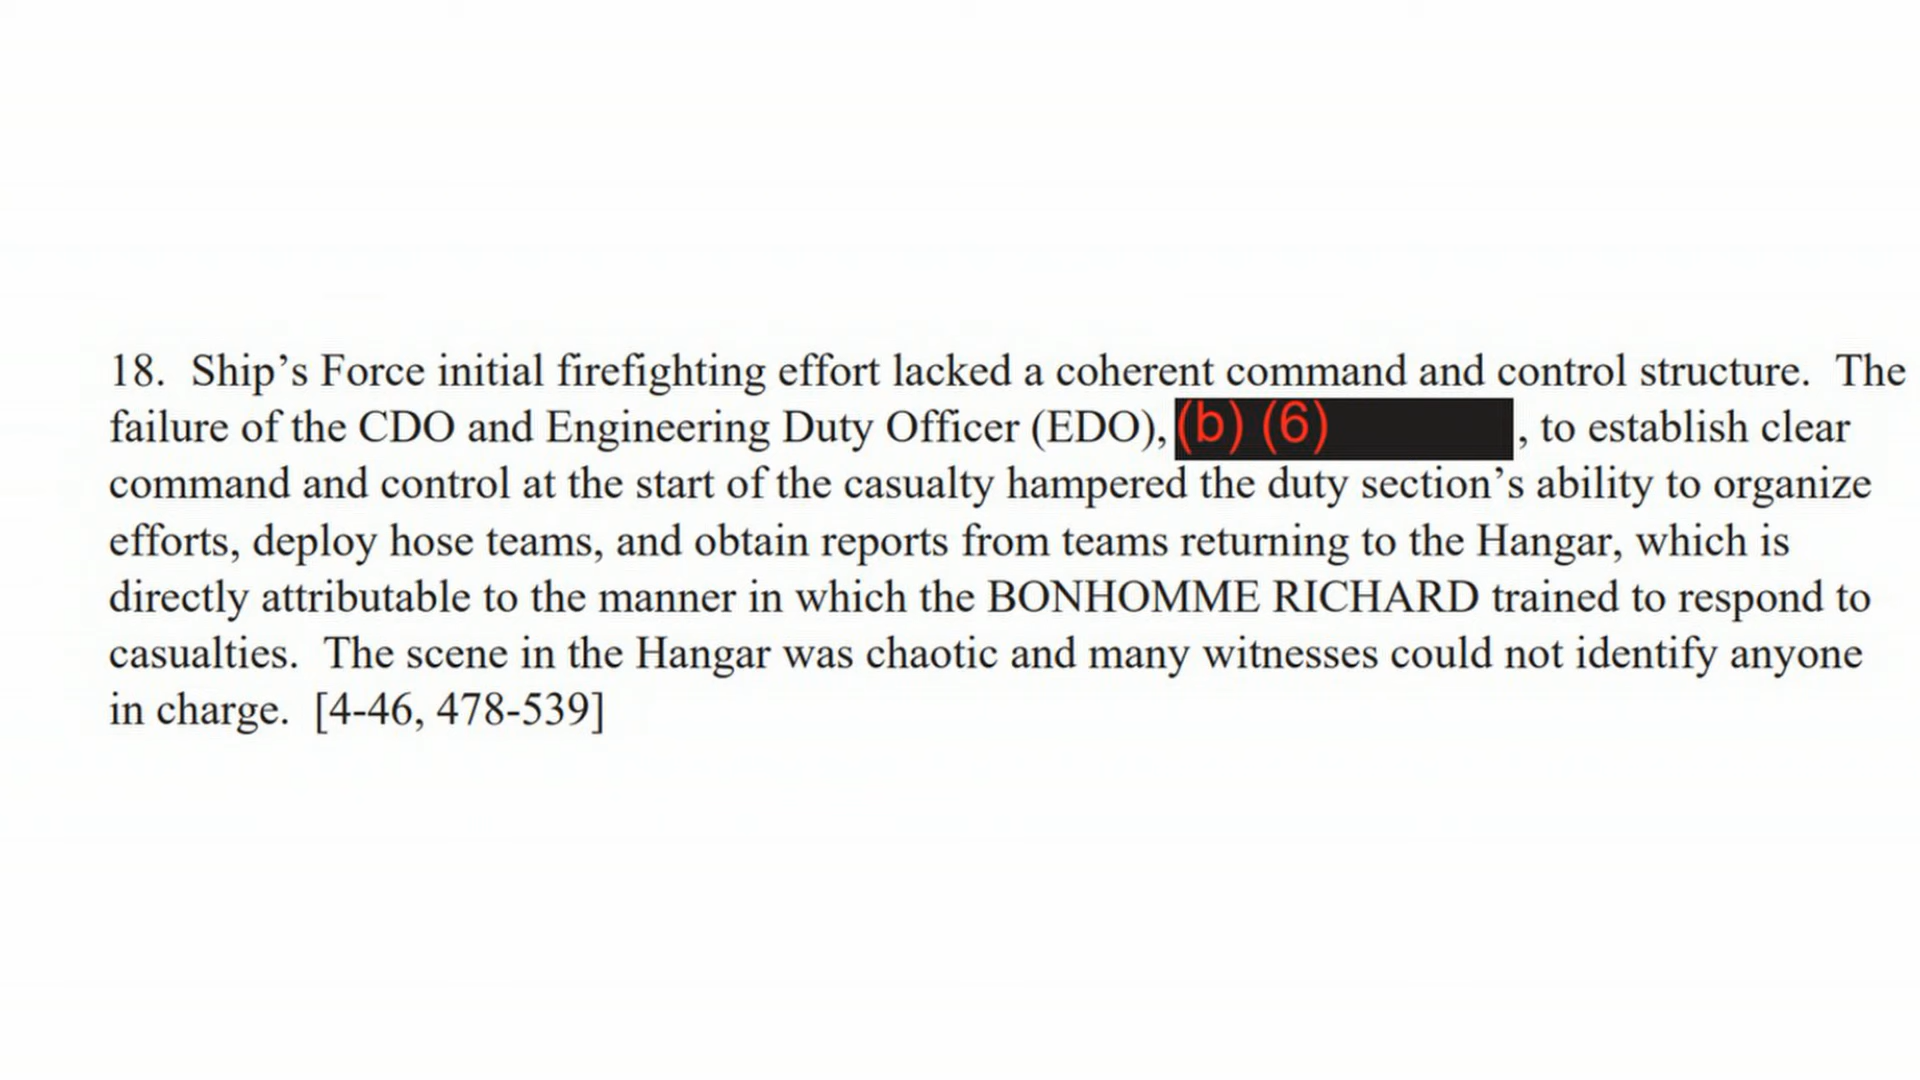 18.  Ship’s Force initial firefighting effort lacked a coherent command and control structure.  The
failure of the CDO and Engineering Duty Officer (EDO), (b) (6), to establish clear
command and control at the start of the casualty hampered the duty section’s ability to organize
efforts, deploy hose teams, and obtain reports from teams returning to the Hangar, which is
directly attributable to the manner in which the BONHOMME RICHARD trained to respond to
casualties.  The scene in the Hangar was chaotic and many witnesses could not identify anyone
in charge.  [4-46, 478-539]